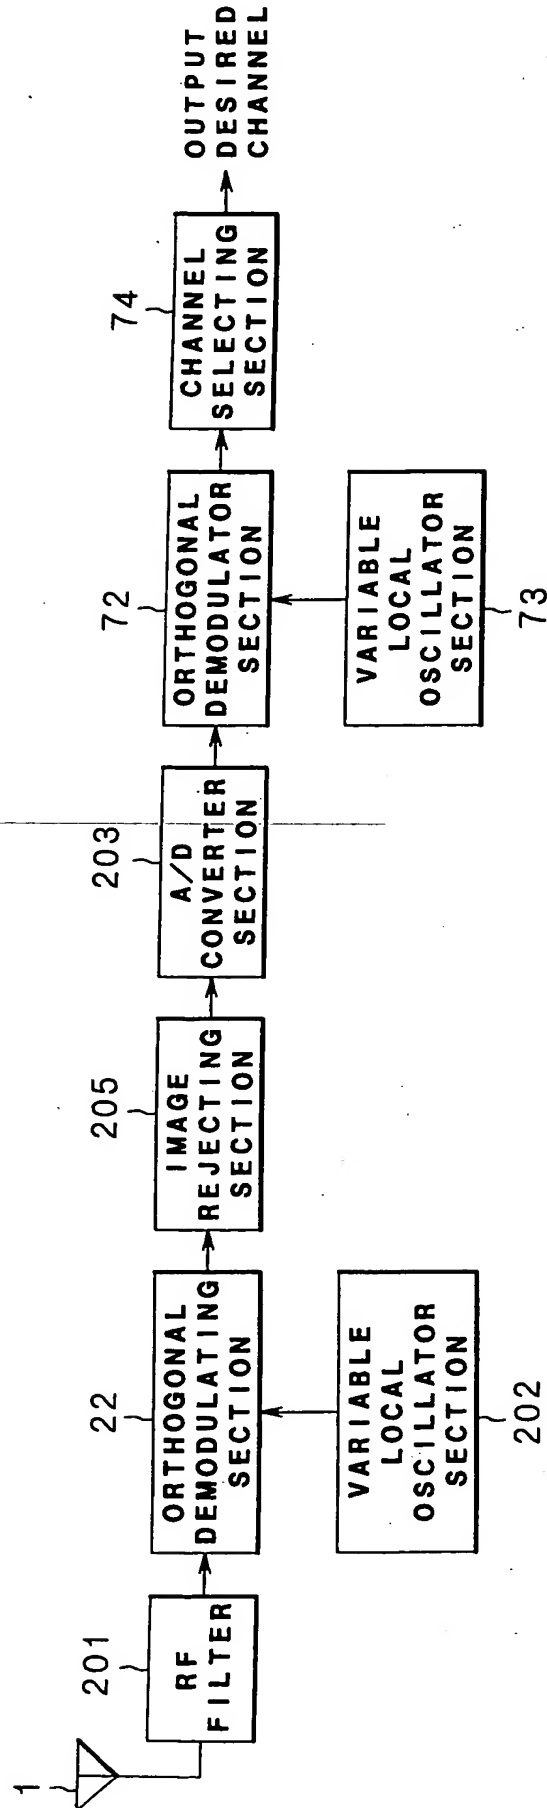 1
201
RF
FILTER
22
ORTHOGONAL
DEMODULATING
SECTION
VARIABLE
LOCAL
OSCILLATOR
SECTION
202
205
IMAGE
REJECTING
SECTION
203
A/D
CONVERTER
SECTION
72
ORTHOGONAL
DEMODULATOR
SECTION
VARIABLE
LOCAL
OSCILLATOR
SECTION
73
74
CHANNEL
SELECTING
SECTION
OUTPUT
DESIRED
CHANNEL